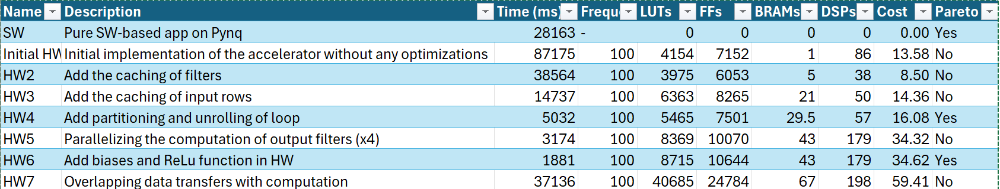 Name Description Time (ms) Frequ LUTs FFs BRAMs DSPs Cost Pareto
SW Pure SW-based app on Pynq 28163 - 0 0 0 0 0.00 Yes
Initial HW Initial implementation of the accelerator without any optimizations 87175 100 4154 7152 1 86 13.58 No
HW2 Add the caching of filters 38564 100 3975 6053 5 38 8.50 No
HW3 Add the caching of input rows 14737 100 6363 8265 21 50 14.36 No
HW4 Add partitioning and unrolling of loop 5032 100 5465 7501 29.5 57 16.08 Yes
HW5 Parallelizing the computation of output filters (x4) 3174 100 8369 10070 43 179 34.32 No
HW6 Add biases and ReLu function in HW 1881 100 8715 10644 43 179 34.62 Yes
HW7 Overlapping data transfers with computation 37136 100 40685 24784 67 198 59.41 No